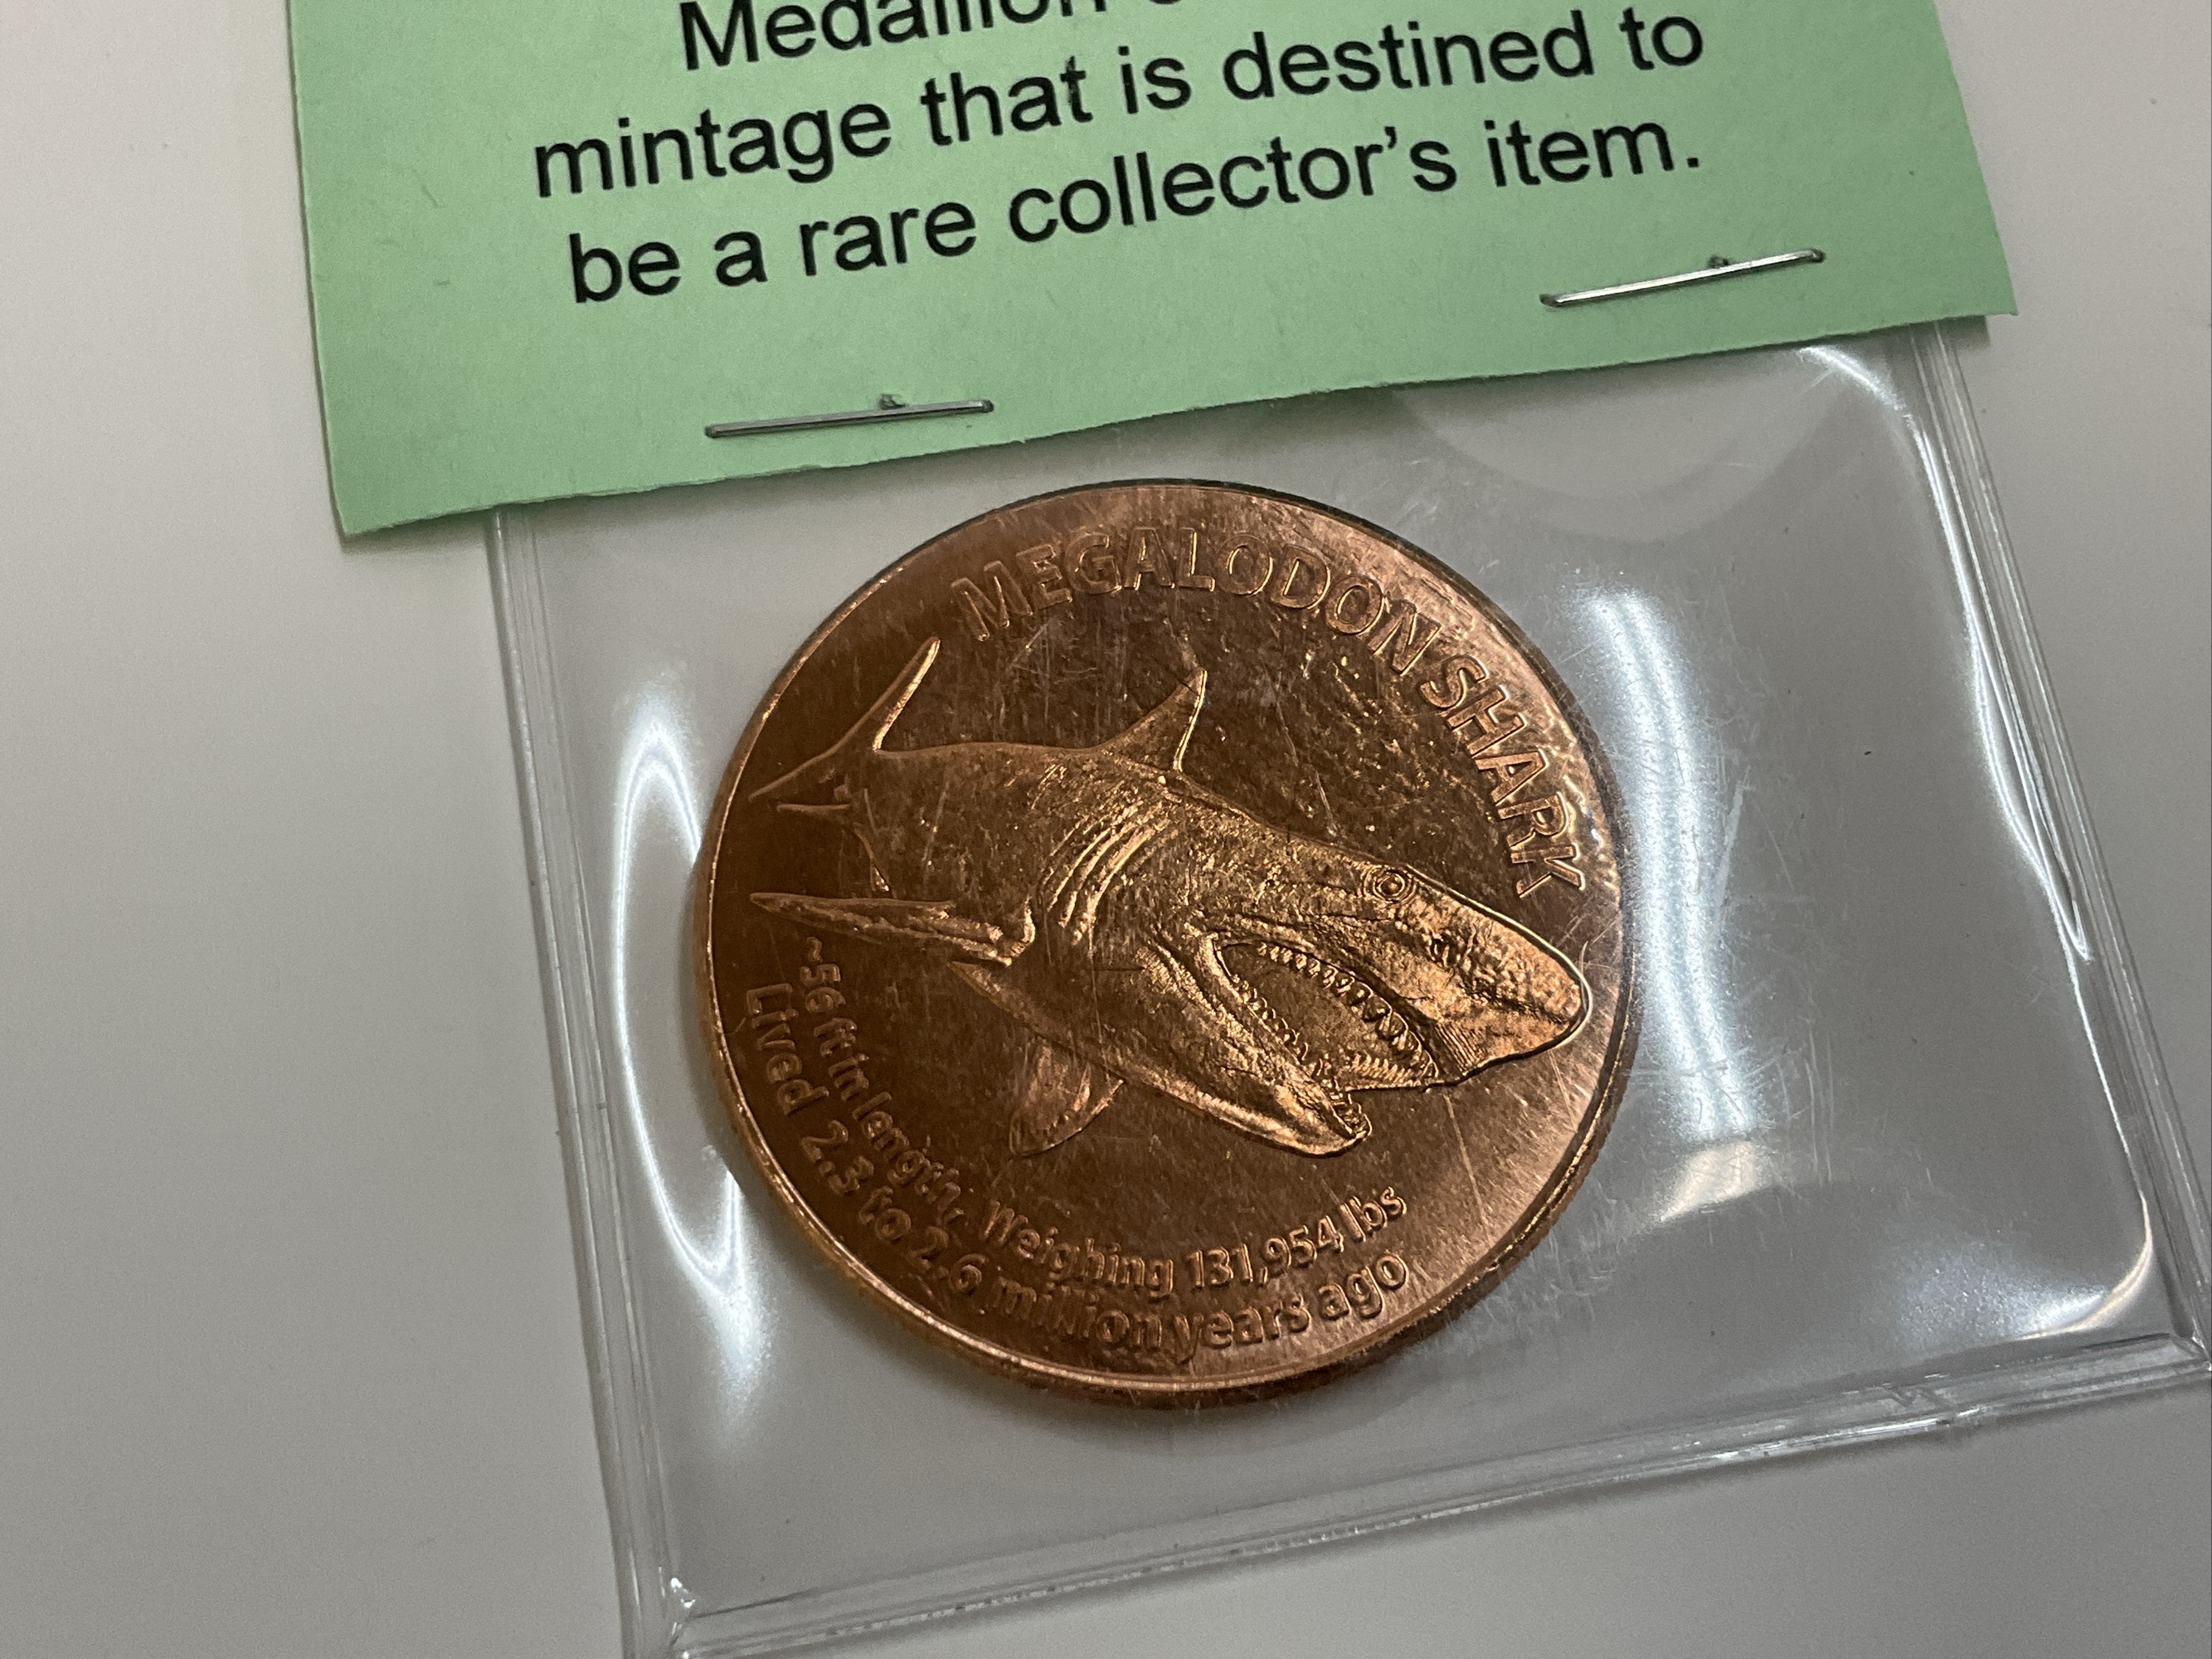 Medallion
mintage that is destined to
be a rare collector's item.
MEGALODON SHARK
~56 ft in length, Weighing 131,954 lbs
Lived 2.3 to 2.6 million years ago